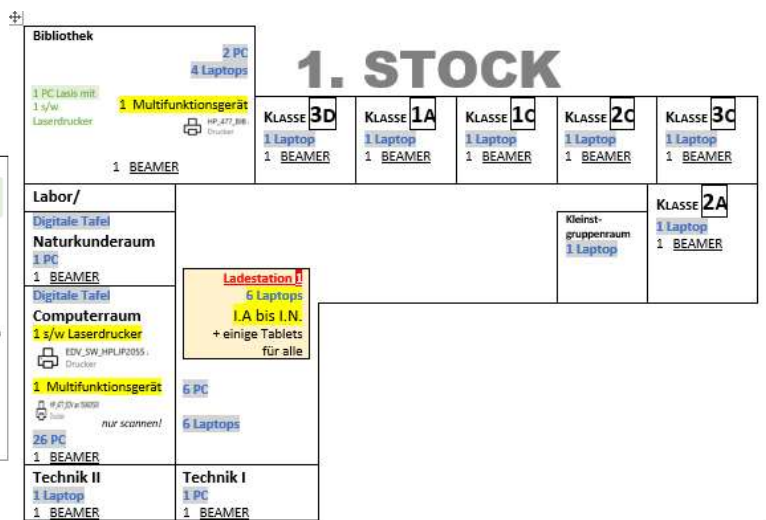 1. STOCK
Bibliothek
2 PC
4 Laptops
1 PC Lasis mit
1 s/w
Laserdrucker
1 Multifunktionsgerät
HP_477_BIB
Drucker
1 BEAMER
KLASSE 3D
1 Laptop
1 BEAMER
KLASSE 1A
1 Laptop
1 BEAMER
KLASSE 1C
1 Laptop
1 BEAMER
KLASSE 2C
1 Laptop
1 BEAMER
KLASSE 3C
1 Laptop
1 BEAMER
Labor/
Digitale Tafel
Naturkunderaum
1 PC
1 BEAMER
Kleinst-
gruppenraum
1 Laptop
KLASSE 2A
1 Laptop
1 BEAMER
Ladestation 1
6 Laptops
I.A bis I.N.
+ einige Tablets
für alle
Digitale Tafel
Computerraum
1 s/w Laserdrucker
EDV_SW_HPLJP2055
Drucker
1 Multifunktionsgerät
nur scannen!
26 PC
1 BEAMER
6 PC
6 Laptops
Technik II
1 Laptop
1 BEAMER
Technik I
1 PC
1 BEAMER